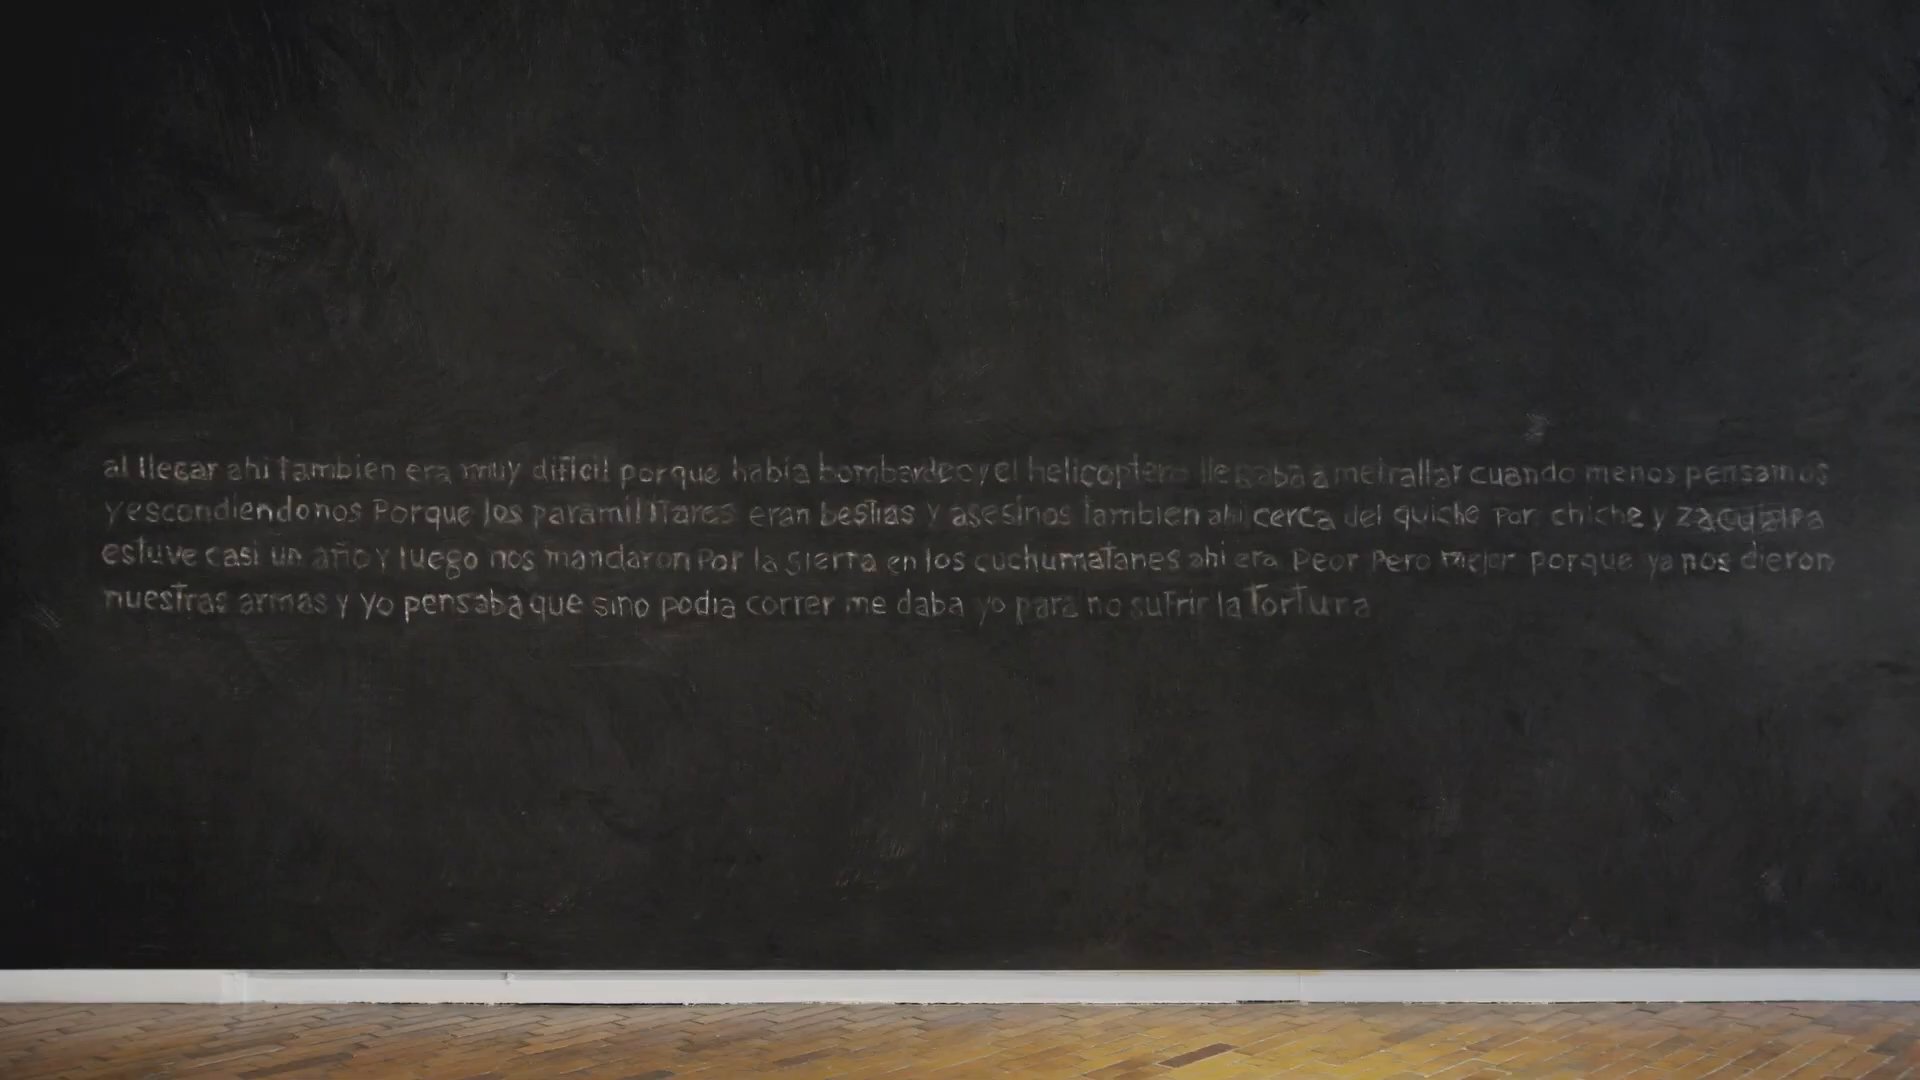 al llegar ahi tambien era muy dificil porque había bombardeo y el helicoptero llegaba a metrallar cuando menos pensamos
y escondiendonos Porque los paramilitares eran bestias y asesinos tambien ahi cerca del quiche por chiche y zacualpa
estuve casi un año y luego nos mandaron Por la sierra en los cuchumatanes ahi era peor pero mejor porque ya nos dieron
nuestras armas y yo pensaba que sino podia correr me daba yo para no sufrir la tortura